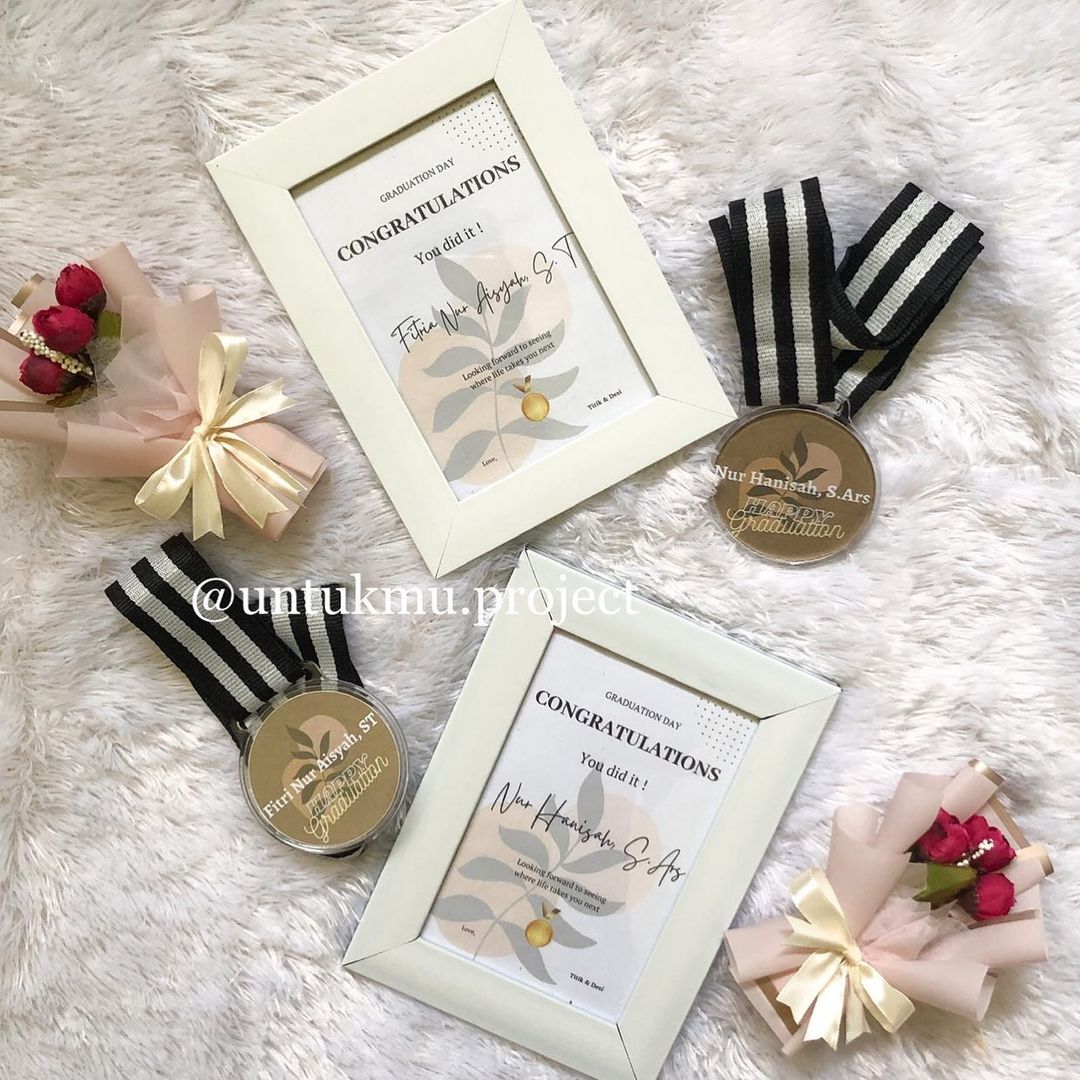 GRADUATION DAY
CONGRATULATIONS
You did it !
Fitria Nur Aisyah, S.T
Looking forward to seeing
where life takes you next
Love,
Titik & Desi
Nur Hanisah, S.Ars
HAPPY
Graduation
@untukmu.project
Fitri Nur Aisyah, ST
HAPPY
Graduation
GRADUATION DAY
CONGRATULATIONS
You did it !
Nur Hanisah, S.Ars
Looking forward to seeing
where life takes you next
Love,
Titik & Desi